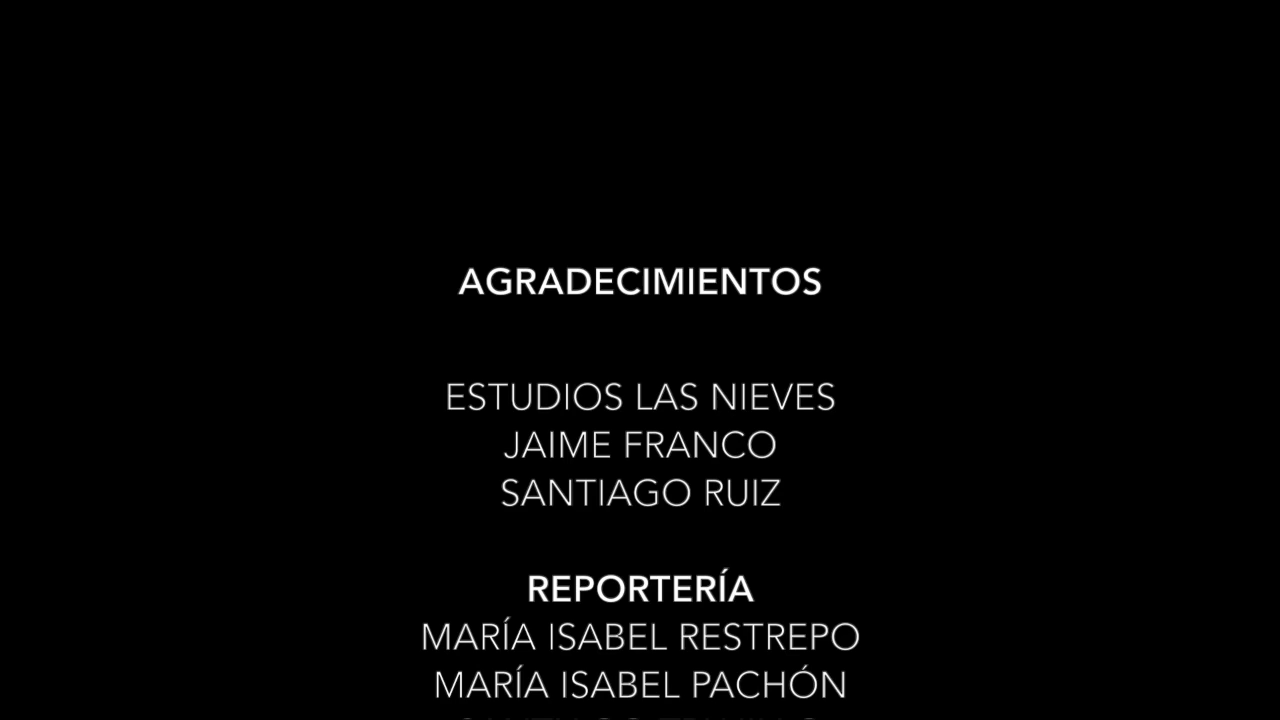 AGRADECIMIENTOS
ESTUDIOS LAS NIEVES
JAIME FRANCO
SANTIAGO RUIZ
REPORTERÍA
MARÍA ISABEL RESTREPO
MARÍA ISABEL PACHÓN